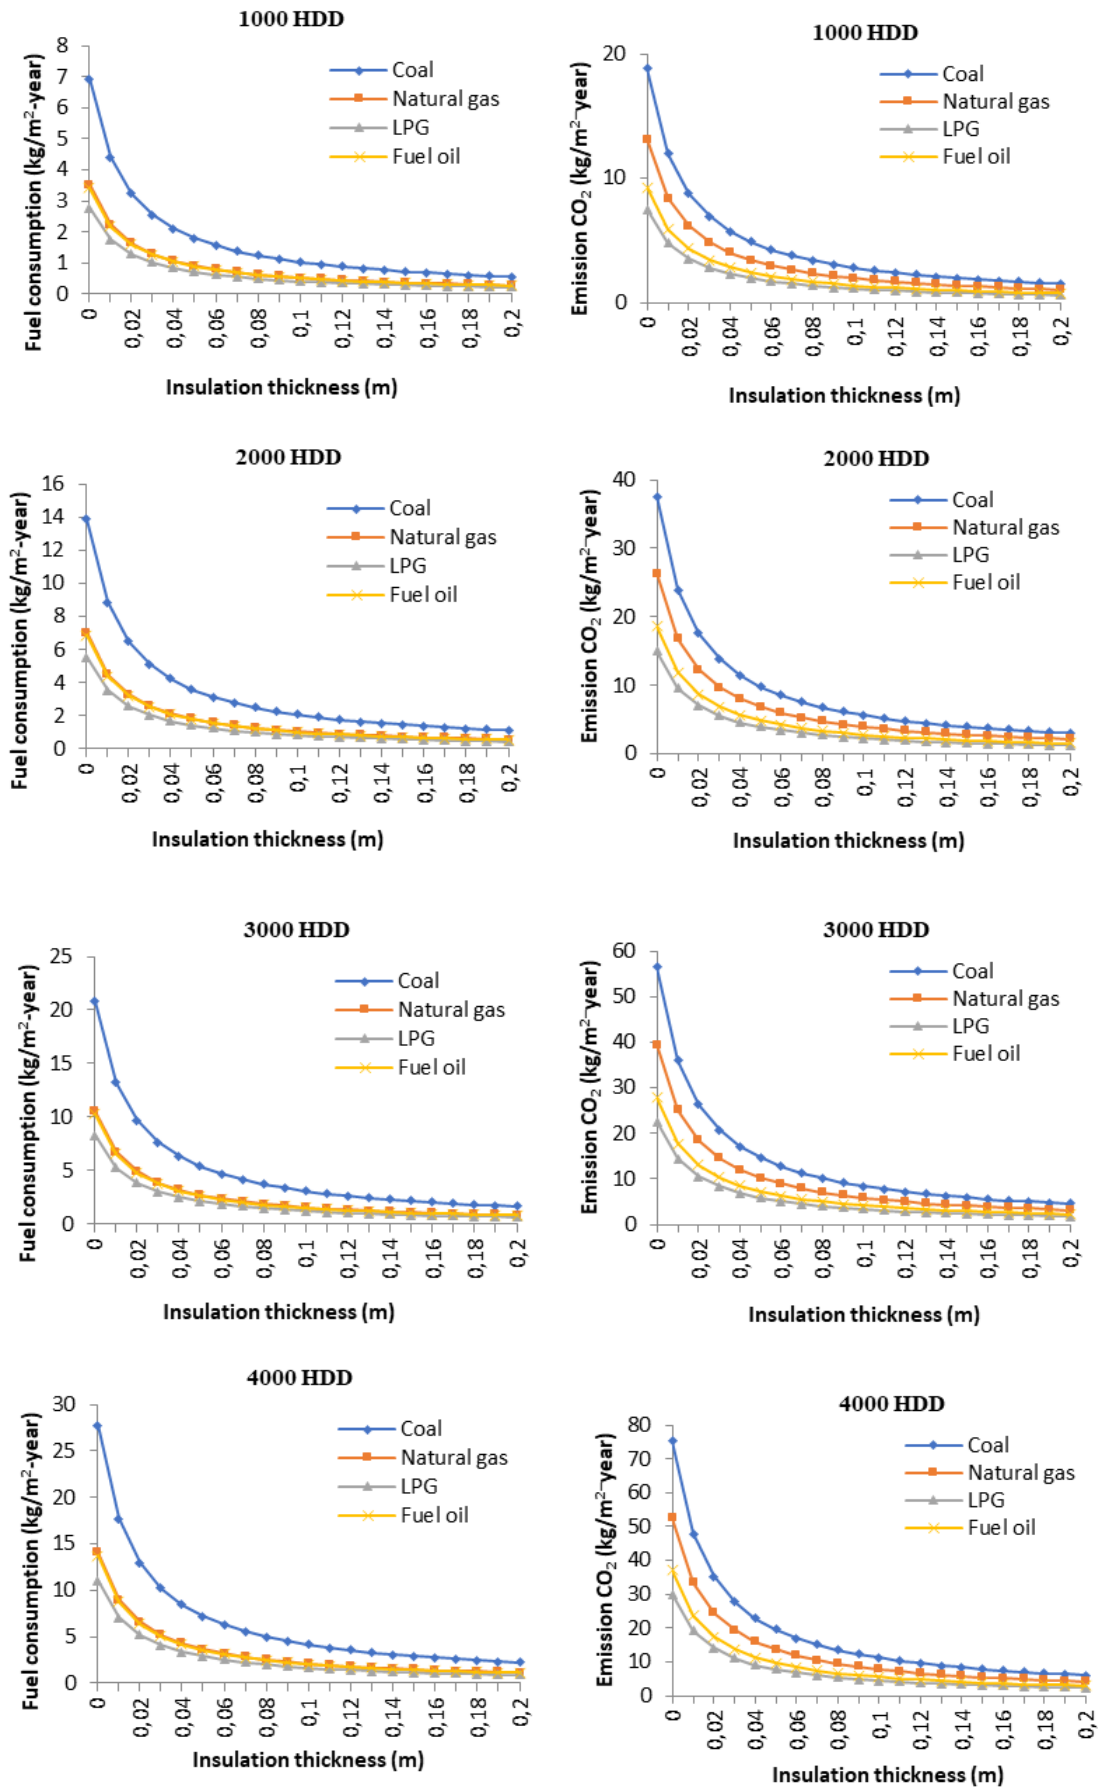 1000 HDD
Fuel consumption (kg/m²-year)
8
7
6
5
4
3
2
1
0
Coal
Natural gas
LPG
Fuel oil
0
0,02
0,04
0,06
0,08
0,1
0,12
0,14
0,16
0,18
0,2
Insulation thickness (m)
1000 HDD
Emission CO₂ (kg/m²-year)
20
10
0
Coal
Natural gas
LPG
Fuel oil
0
0,02
0,04
0,06
0,08
0,1
0,12
0,14
0,16
0,18
0,2
Insulation thickness (m)
2000 HDD
Fuel consumption (kg/m²-year)
16
14
12
10
8
6
4
2
0
Coal
Natural gas
LPG
Fuel oil
0
0,02
0,04
0,06
0,08
0,1
0,12
0,14
0,16
0,18
0,2
Insulation thickness (m)
2000 HDD
Emission CO₂ (kg/m²-year)
40
30
20
10
0
Coal
Natural gas
LPG
Fuel oil
0
0,02
0,04
0,06
0,08
0,1
0,12
0,14
0,16
0,18
0,2
Insulation thickness (m)
3000 HDD
Fuel consumption (kg/m²-year)
25
20
15
10
5
0
Coal
Natural gas
LPG
Fuel oil
0
0,02
0,04
0,06
0,08
0,1
0,12
0,14
0,16
0,18
0,2
Insulation thickness (m)
3000 HDD
Emission CO₂ (kg/m²-year)
60
50
40
30
20
10
0
Coal
Natural gas
LPG
Fuel oil
0
0,02
0,04
0,06
0,08
0,1
0,12
0,14
0,16
0,18
0,2
Insulation thickness (m)
4000 HDD
Fuel consumption (kg/m²-year)
30
25
20
15
10
5
0
Coal
Natural gas
LPG
Fuel oil
0
0,02
0,04
0,06
0,08
0,1
0,12
0,14
0,16
0,18
0,2
Insulation thickness (m)
4000 HDD
Emission CO₂ (kg/m²-year)
80
70
60
50
40
30
20
10
0
Coal
Natural gas
LPG
Fuel oil
0
0,02
0,04
0,06
0,08
0,1
0,12
0,14
0,16
0,18
0,2
Insulation thickness (m)